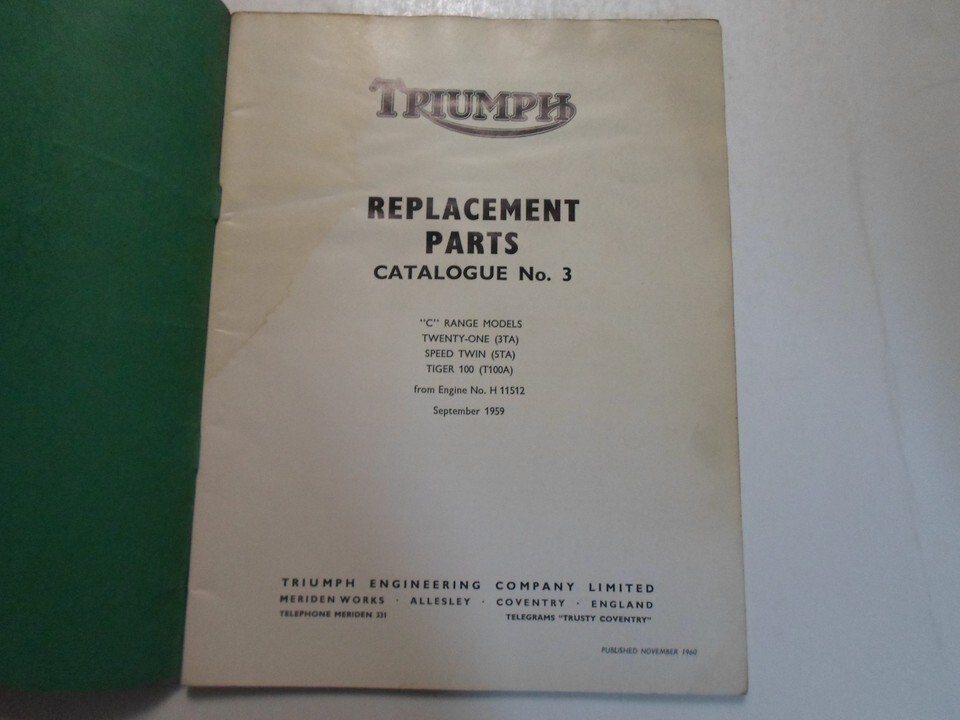 TRIUMPH
REPLACEMENT
PARTS
CATALOGUE No. 3
"C" RANGE MODELS
TWENTY-ONE (3TA)
SPEED TWIN (5TA)
TIGER 100 (T100A)
from Engine No. H 11512
September 1959
TRIUMPH ENGINEERING COMPANY LIMITED
MERIDEN WORKS · ALLESLEY · COVENTRY · ENGLAND
TELEPHONE MERIDEN 331 TELEGRAMS "TRUSTY COVENTRY"
PUBLISHED NOVEMBER 1960